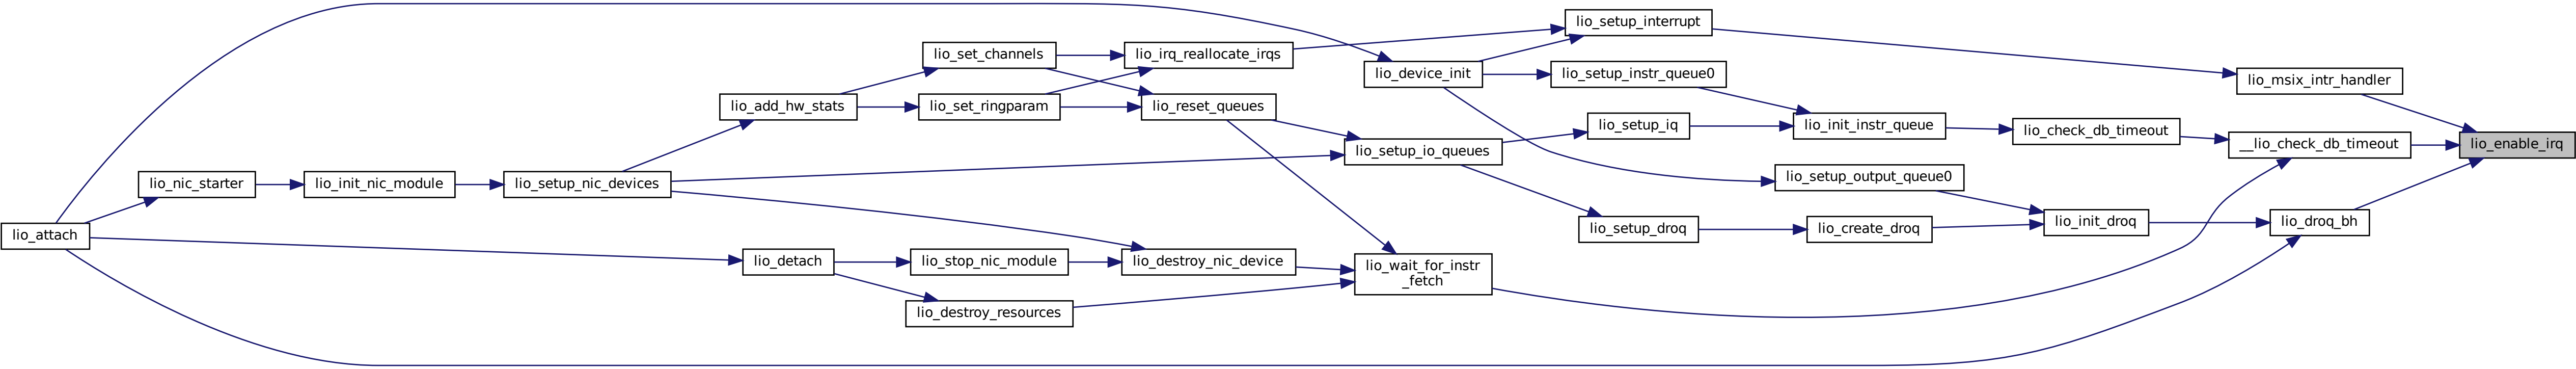 lio_setup_interrupt
lio_set_channels
lio_irq_reallocate_irqs
lio_device_init
lio_setup_instr_queue0
lio_msix_intr_handler
lio_add_hw_stats
lio_set_ringparam
lio_reset_queues
lio_setup_iq
lio_init_instr_queue
lio_check_db_timeout
__lio_check_db_timeout
lio_enable_irq
lio_setup_io_queues
lio_nic_starter
lio_init_nic_module
lio_setup_nic_devices
lio_setup_output_queue0
lio_attach
lio_setup_droq
lio_create_droq
lio_init_droq
lio_droq_bh
lio_detach
lio_stop_nic_module
lio_destroy_nic_device
lio_wait_for_instr
_fetch
lio_destroy_resources